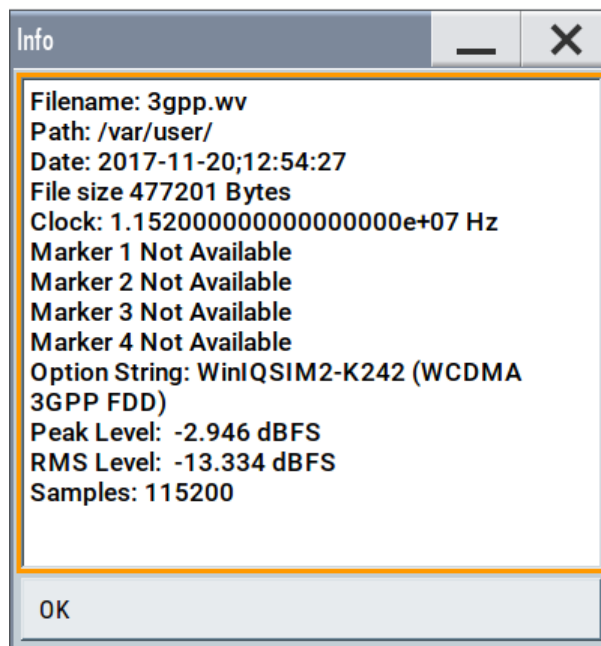 Info
Filename: 3gpp.wv
Path: /var/user/
Date: 2017-11-20;12:54:27
File size 477201 Bytes
Clock: 1.152000000000000000e+07 Hz
Marker 1 Not Available
Marker 2 Not Available
Marker 3 Not Available
Marker 4 Not Available
Option String: WinIQSIM2-K242 (WCDMA
3GPP FDD)
Peak Level:  -2.946 dBFS
RMS Level:  -13.334 dBFS
Samples: 115200
OK